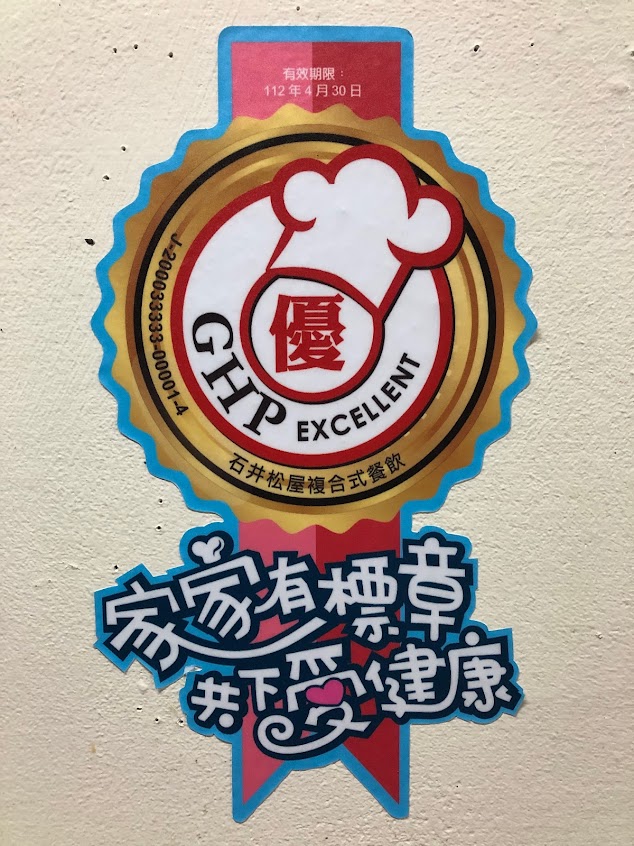 有效期限：
112年4月30日
J-200033333-00001-4
優
GHP EXCELLENT
石井松屋複合式餐飲
家家有標章
共下愛健康